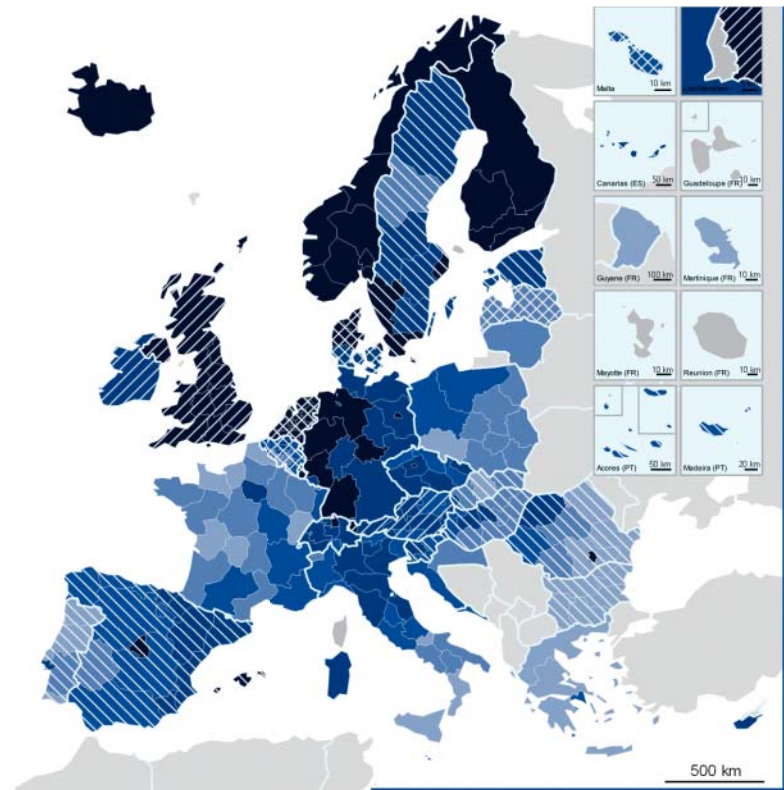 Malta
10 km
Canarias (ES)
50 km
Guadeloupe (FR)
10 km
Guyane (FR)
100 km
Martinique (FR)
10 km
Mayotte (FR)
10 km
Reunion (FR)
10 km
Acores (PT)
50 km
Madeira (PT)
20 km
500 km